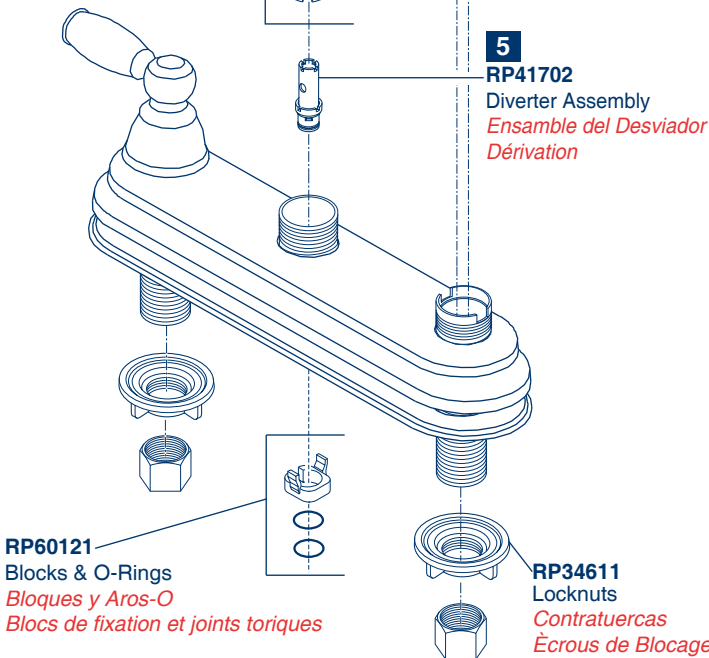 5
RP41702
Diverter Assembly
Ensamble del Desviador
Dérivation
RP60121
Blocks & O-Rings
Bloques y Aros-O
Blocs de fixation et joints toriques
RP34611
Locknuts
Contratuercas
Ècrous de Blocage